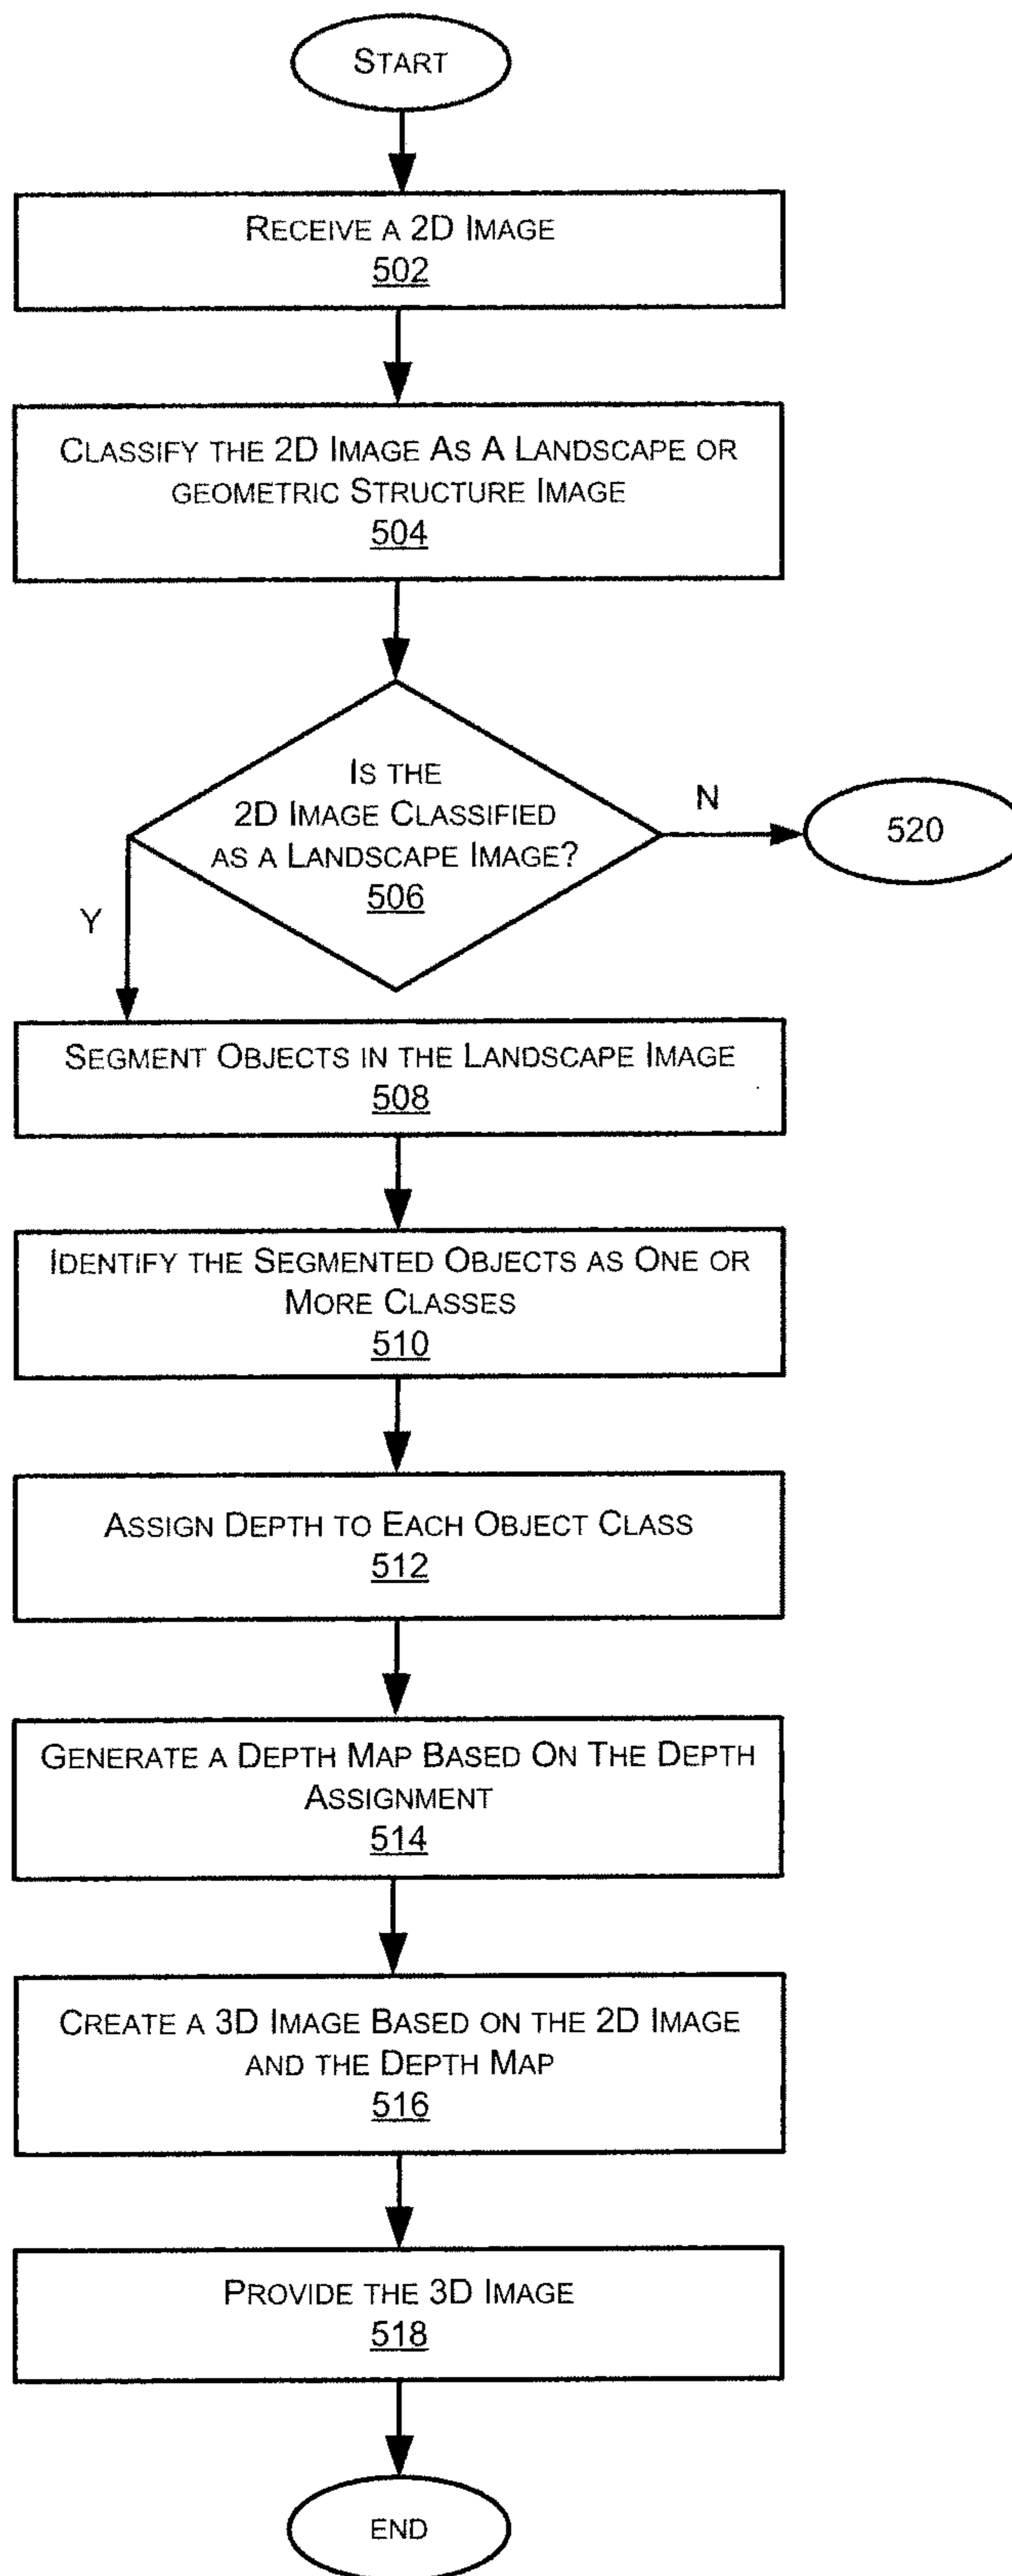 START
RECEIVE A 2D IMAGE
502
CLASSIFY THE 2D IMAGE AS A LANDSCAPE OR
GEOMETRIC STRUCTURE IMAGE
504
IS THE
2D IMAGE CLASSIFIED
AS A LANDSCAPE IMAGE?
506
N
520
Y
SEGMENT OBJECTS IN THE LANDSCAPE IMAGE
508
IDENTIFY THE SEGMENTED OBJECTS AS ONE OR
MORE CLASSES
510
ASSIGN DEPTH TO EACH OBJECT CLASS
512
GENERATE A DEPTH MAP BASED ON THE DEPTH
ASSIGNMENT
514
CREATE A 3D IMAGE BASED ON THE 2D IMAGE
AND THE DEPTH MAP
516
PROVIDE THE 3D IMAGE
518
END